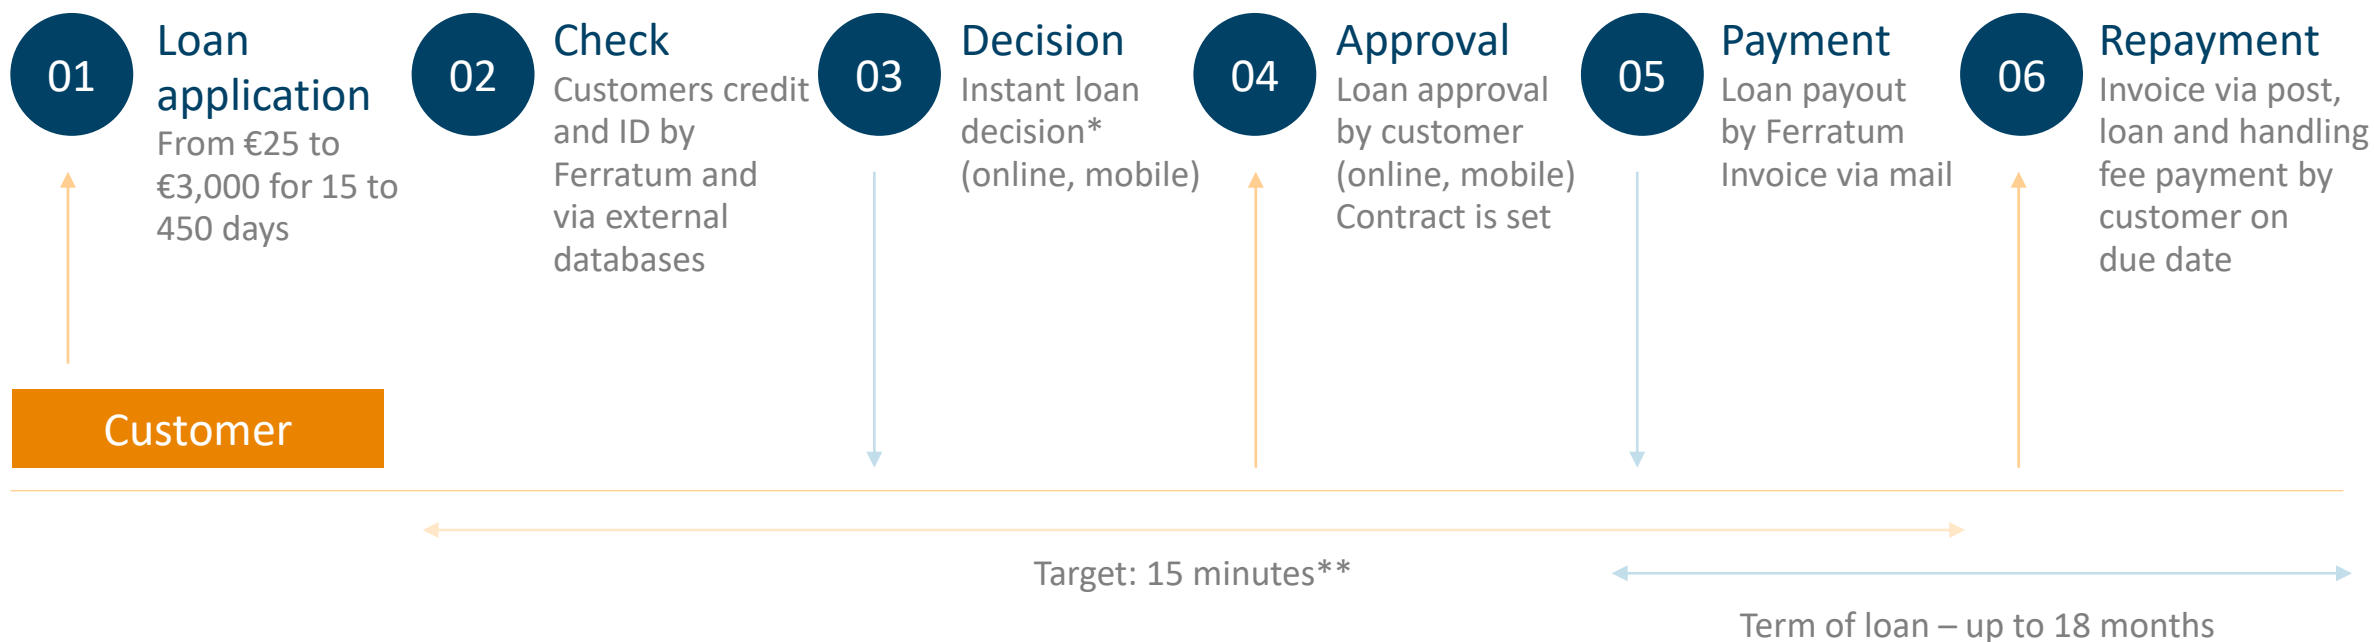 01
Loan
application
From €25 to
€3,000 for 15 to
450 days
02
Check
Customers credit
and ID by
Ferratum and
via external
databases
03
Decision
Instant loan
decision*
(online, mobile)
04
Approval
Loan approval
by customer
(online, mobile)
Contract is set
05
Payment
Loan payout
by Ferratum
Invoice via mail
06
Repayment
Invoice via post,
loan and handling
fee payment by
customer on
due date
Customer
Target: 15 minutes**
Term of loan – up to 18 months